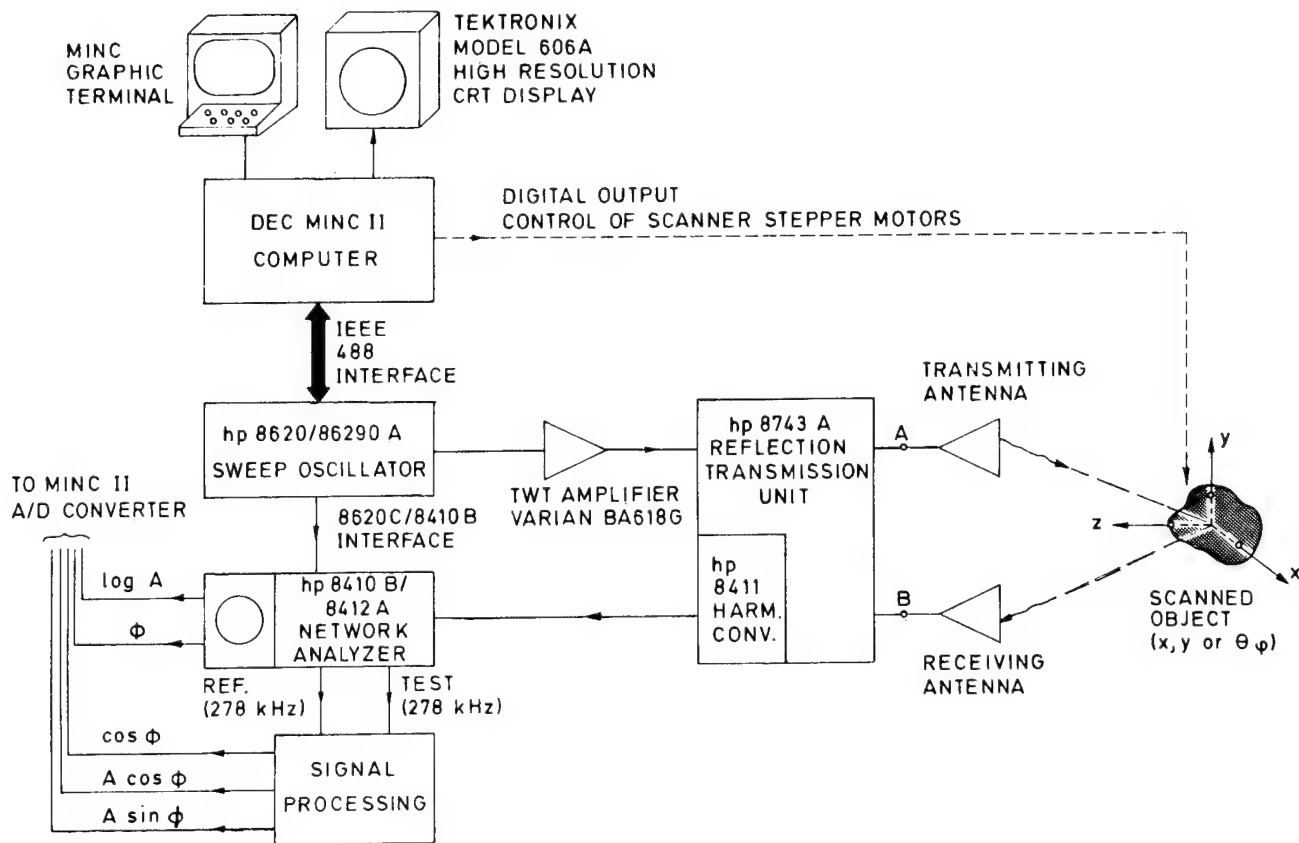 MINC
GRAPHIC
TERMINAL
TEKTRONIX
MODEL 606A
HIGH RESOLUTION
CRT DISPLAY
DEC MINC II
COMPUTER
DIGITAL OUTPUT
CONTROL OF SCANNER STEPPER MOTORS
IEEE
488
INTERFACE
hp 8620/86290 A
SWEEP OSCILLATOR
TWT AMPLIFIER
VARIAN BA618G
hp 8743 A
REFLECTION
TRANSMISSION
UNIT
hp
8411
HARM.
CONV.
A
B
TRANSMITTING
ANTENNA
RECEIVING
ANTENNA
y
z
x
SCANNED
OBJECT
(x,y or θφ)
TO MINC II
A/D CONVERTER
8620C/8410B
INTERFACE
log A
ϕ
hp 8410 B/
8412 A
NETWORK
ANALYZER
REF.
(278 kHz)
TEST
(278 kHz)
cos ϕ
A cos ϕ
A sin ϕ
SIGNAL
PROCESSING